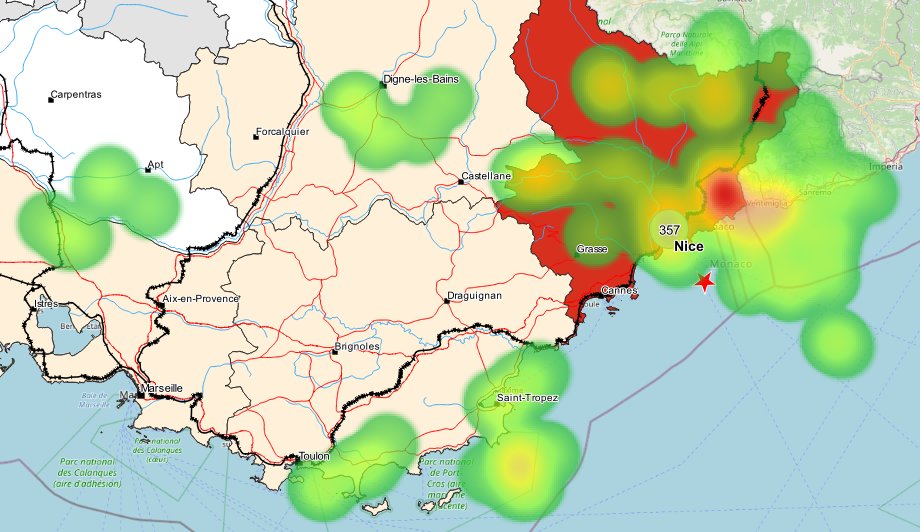 Parc Naturale
delle Alpi
Marittime
Digne-les-Bains
Carpentras
Forcalquier
Apt
Castellane
Imperia
Sanremo
Ventimiglia
357
Nice
Grasse
Monaco
Cannes
Draguignan
Aix-en-Provence
Istres
Brignoles
Marseille
Baie de
Marseille
Saint-Tropez
Parc national
des Calanques
(cœur)
Toulon
Parc national
des Calanques
(aire d'adhésion)
Parc national
de Port-
Cros (aire